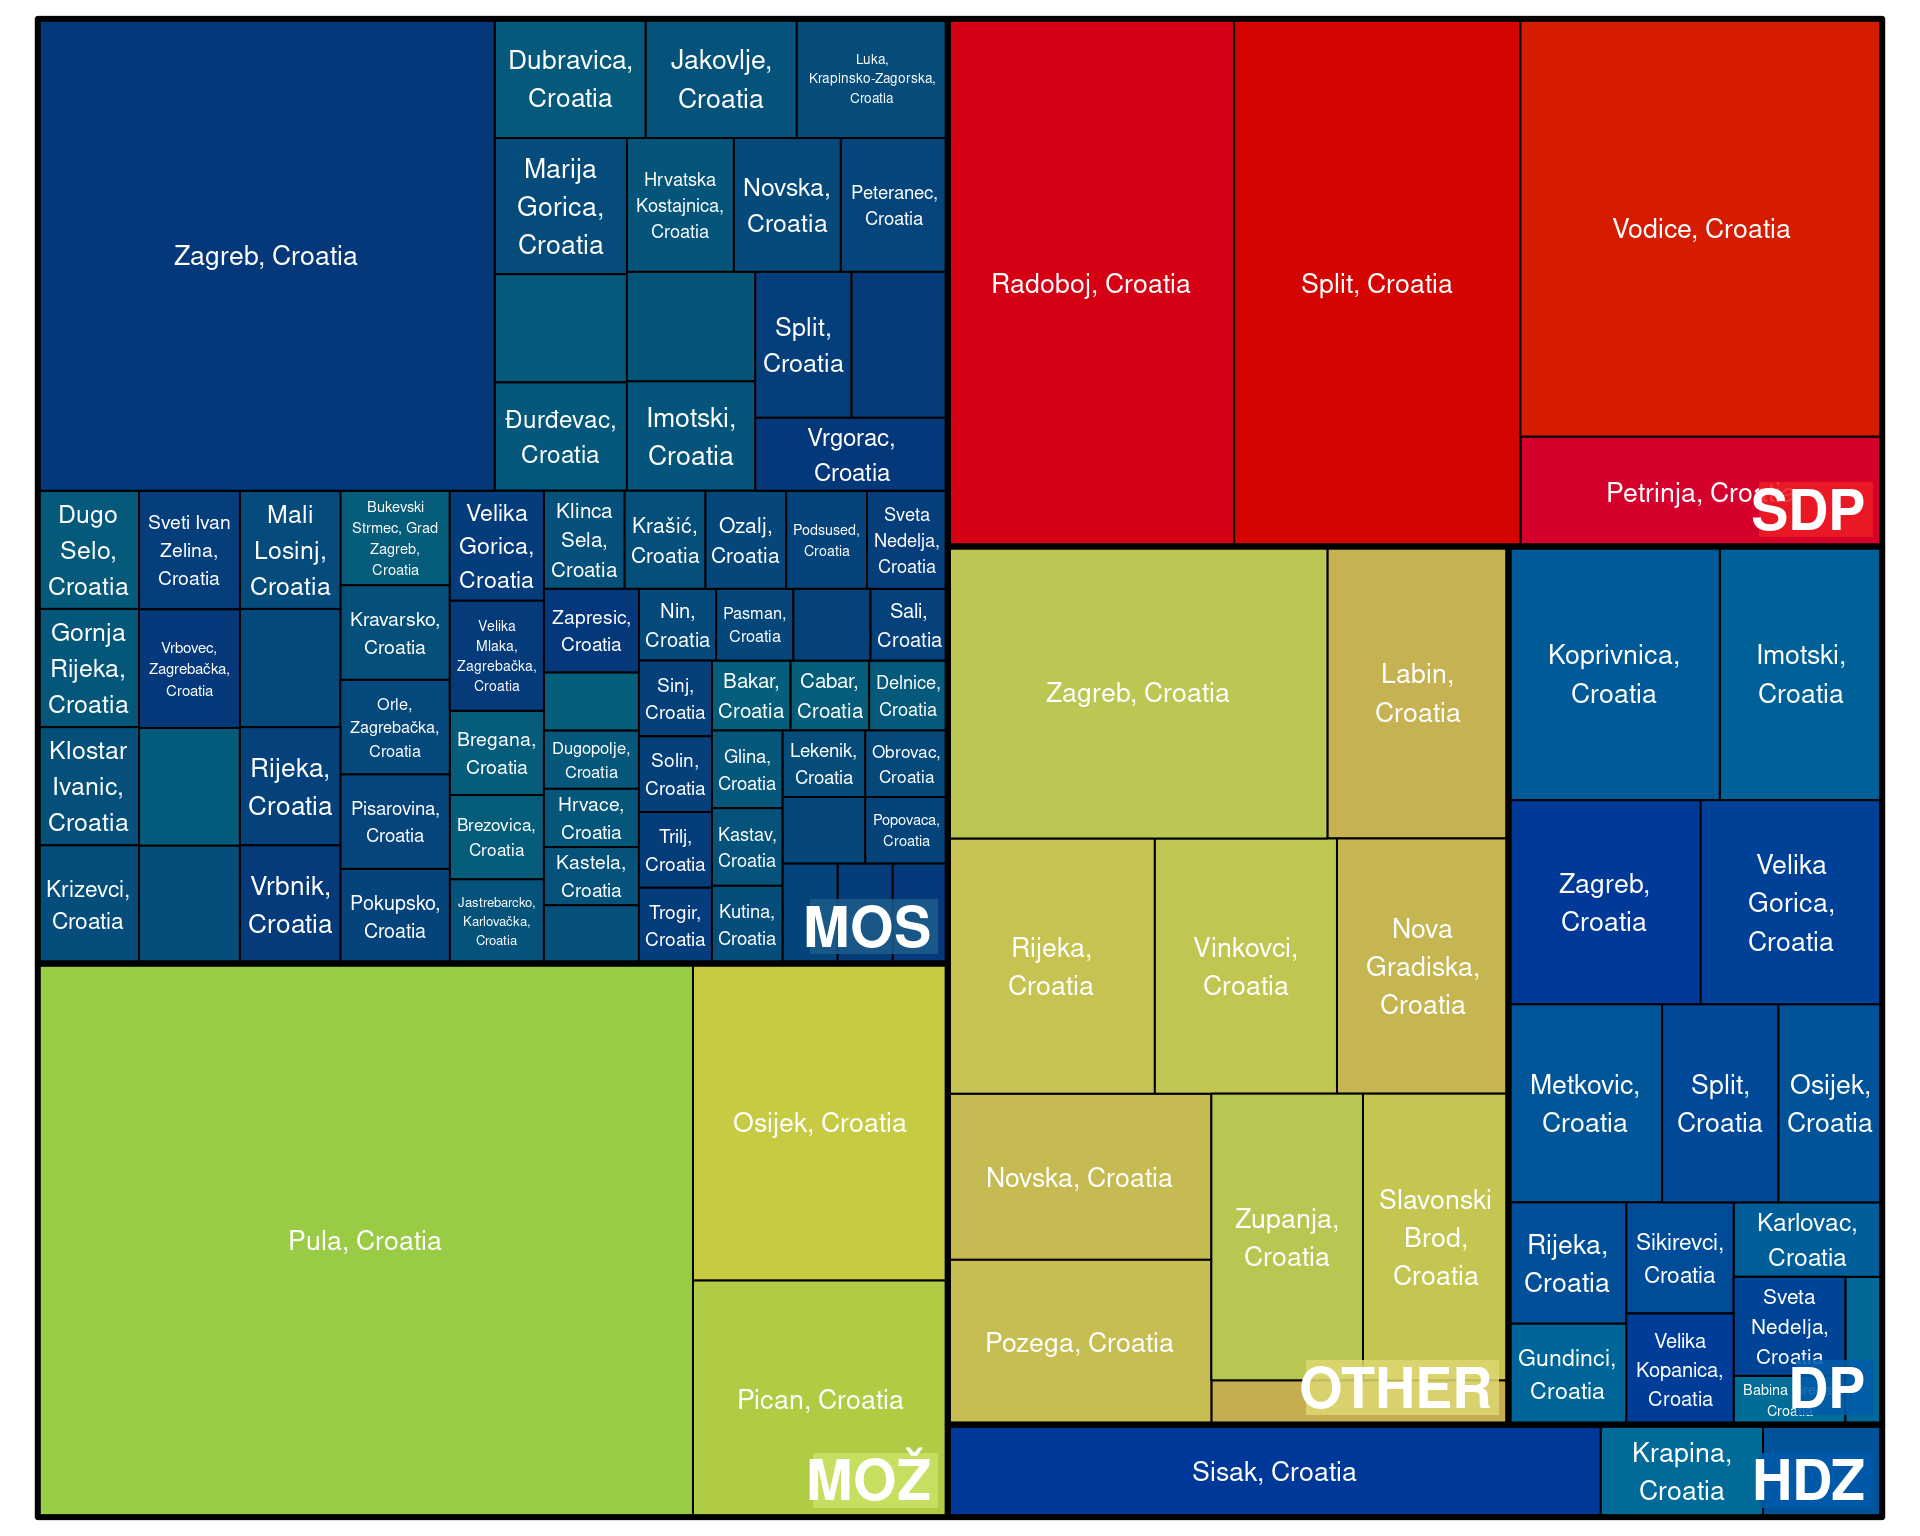 Zagreb, Croatia
Dubravica,
Croatia
Jakovlje,
Croatia
Luka,
Krapinsko-Zagorska,
Croatia
Marija
Gorica,
Croatia
Hrvatska
Kostajnica,
Croatia
Novska,
Croatia
Peteranec,
Croatia
Split,
Croatia
Đurđevac,
Croatia
Imotski,
Croatia
Vrgorac,
Croatia
Dugo
Selo,
Croatia
Sveti Ivan
Zelina,
Croatia
Mali
Losinj,
Croatia
Bukevski
Strmec, Grad
Zagreb,
Croatia
Velika
Gorica,
Croatia
Klinca
Sela,
Croatia
Krašić,
Croatia
Ozalj,
Croatia
Podsused,
Croatia
Sveta
Nedelja,
Croatia
Gornja
Rijeka,
Croatia
Vrbovec,
Zagrebačka,
Croatia
Kravarsko,
Croatia
Velika
Mlaka,
Zagrebačka,
Croatia
Zapresic,
Croatia
Nin,
Croatia
Pasman,
Croatia
Sali,
Croatia
Orle,
Zagrebačka,
Croatia
Sinj,
Croatia
Bakar,
Croatia
Cabar,
Croatia
Delnice,
Croatia
Klostar
Ivanic,
Croatia
Rijeka,
Croatia
Bregana,
Croatia
Dugopolje,
Croatia
Solin,
Croatia
Glina,
Croatia
Lekenik,
Croatia
Obrovac,
Croatia
Pisarovina,
Croatia
Brezovica,
Croatia
Hrvace,
Croatia
Trilj,
Croatia
Kastav,
Croatia
Popovaca,
Croatia
Krizevci,
Croatia
Vrbnik,
Croatia
Pokupsko,
Croatia
Jastrebarcko,
Karlovačka,
Croatia
Kastela,
Croatia
Trogir,
Croatia
Kutina,
Croatia
MOS
Pula, Croatia
Osijek, Croatia
Pican, Croatia
MOŽ
Radoboj, Croatia
Split, Croatia
Vodice, Croatia
Petrinja, Croatia
SDP
Zagreb, Croatia
Labin,
Croatia
Rijeka,
Croatia
Vinkovci,
Croatia
Nova
Gradiska,
Croatia
Novska, Croatia
Zupanja,
Croatia
Slavonski
Brod,
Croatia
Pozega, Croatia
OTHER
Koprivnica,
Croatia
Imotski,
Croatia
Zagreb,
Croatia
Velika
Gorica,
Croatia
Metkovic,
Croatia
Split,
Croatia
Osijek,
Croatia
Rijeka,
Croatia
Sikirevci,
Croatia
Karlovac,
Croatia
Sveta
Nedelja,
Croatia
Gundinci,
Croatia
Velika
Kopanica,
Croatia
Babina
Croatia
DP
Sisak, Croatia
Krapina,
Croatia
HDZ